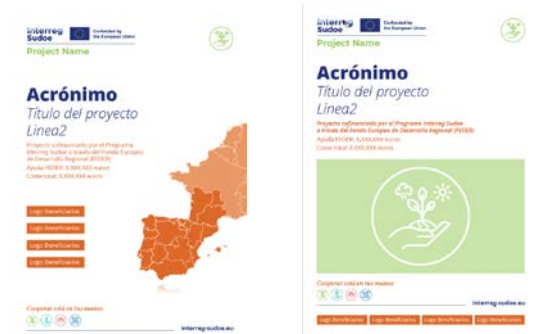 Interreg
Sudoe
Co-funded by
the European Union
Project Name
Acrónimo
Título del proyecto
Linea2
Proyecto cofinanciado por el Programa
Interreg Sudoe a través del Fondo Europeo
de Desarrollo Regional (FEDER)
Ayuda FEDER: X.XXX.XXX euros
Coste total: X.XXX.XXX euros
Logo Beneficiarios
Logo Beneficiarios
Logo Beneficiarios
Logo Beneficiarios
Cooperar está en tus manos
interreg-sudoe.eu
Interreg
Sudoe
Co-funded by
the European Union
Project Name
Acrónimo
Título del proyecto
Linea2
Proyecto cofinanciado por el Programa Interreg Sudoe
a través del Fondo Europeo de Desarrollo Regional (FEDER)
Ayuda FEDER: X.XXX.XXX euros
Coste total: X.XXX.XXX euros
Cooperar está en tus manos
interreg-sudoe.eu
Logo Beneficiarios Logo Beneficiarios Logo Beneficiarios Logo Beneficiarios